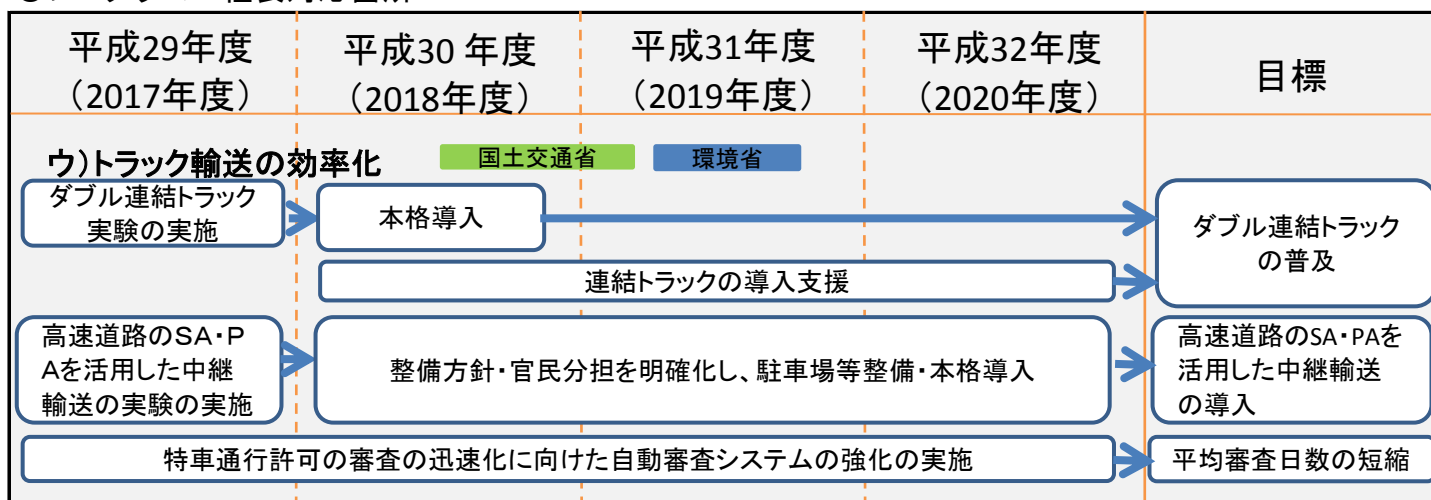 平成29年度
（2017年度）
平成30 年度
（2018年度）
平成31年度
（2019年度）
平成32年度
（2020年度）
目標
ウ）トラック輸送の効率化
国土交通省
環境省
ダブル連結トラック
実験の実施
本格導入
ダブル連結トラック
の普及
連結トラックの導入支援
高速道路のSA・P
Aを活用した中継
輸送の実験の実施
整備方針・官民分担を明確化し、駐車場等整備・本格導入
高速道路のSA・PAを
活用した中継輸送
の導入
特車通行許可の審査の迅速化に向けた自動審査システムの強化の実施
平均審査日数の短縮